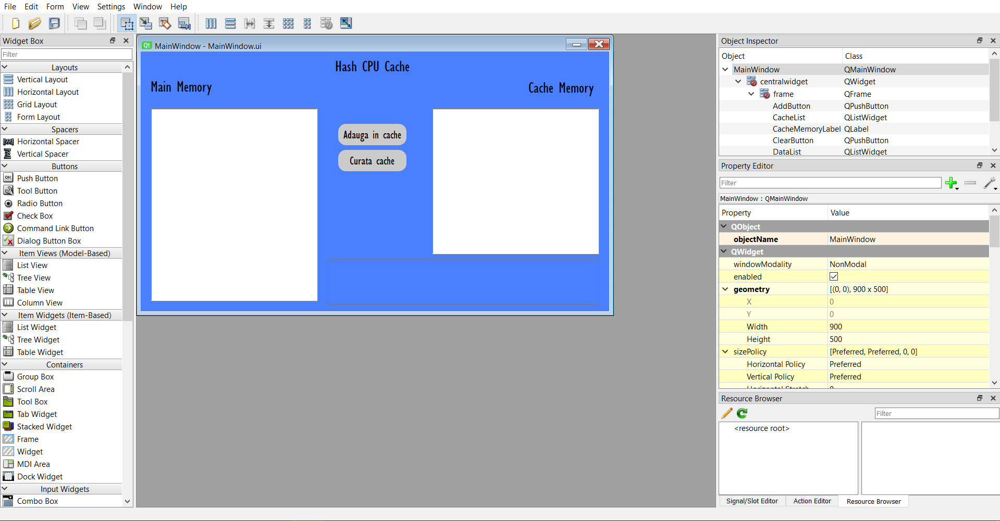 File Edit Form View Settings Window Help
Widget Box
Filter
Layouts
Vertical Layout
Horizontal Layout
Grid Layout
Form Layout
Spacers
Horizontal Spacer
Vertical Spacer
Buttons
OK
Push Button
Tool Button
Radio Button
Check Box
Command Link Button
Dialog Button Box
Item Views (Model-Based)
List View
Tree View
Table View
Column View
Item Widgets (Item-Based)
List Widget
Tree Widget
Table Widget
Containers
Group Box
Scroll Area
Tool Box
Tab Widget
Stacked Widget
Frame
Widget
MDI Area
Dock Widget
Input Widgets
Combo Box
123
Qt MainWindow - MainWindow.ui
Hash CPU Cache
Main Memory
Cache Memory
Adauga in cache
Curata cache
Object Inspector
Object Class
MainWindow QMainWindow
centralwidget QWidget
frame QFrame
AddButton QPushButton
CacheList QListWidget
CacheMemoryLabel QLabel
ClearButton QPushButton
DataList QListWidget
Property Editor
Filter
MainWindow : QMainWindow
Property Value
QObject
objectName MainWindow
QWidget
windowModality NonModal
enabled
geometry [(0, 0), 900 x 500]
X 0
Y 0
Width 900
Height 500
sizePolicy [Preferred, Preferred, 0, 0]
Horizontal Policy Preferred
Vertical Policy Preferred
Horizontal Stretch 0
Resource Browser
Filter
<resource root>
Signal/Slot Editor Action Editor Resource Browser